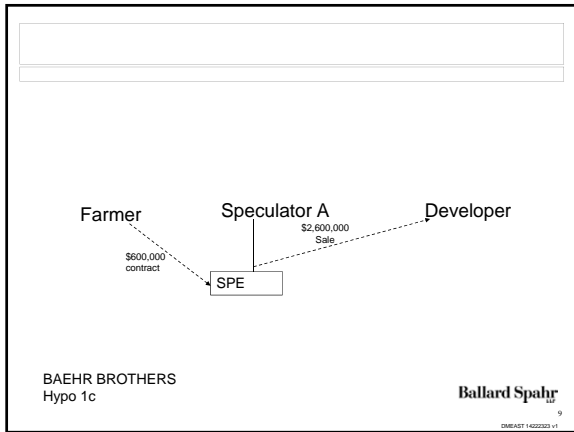 Farmer
Speculator A
Developer
$2,600,000
Sale
$600,000
contract
SPE
BAEHR BROTHERS
Hypo 1c
Ballard Spahr
LLP
9
DMEAST 14222323 v1